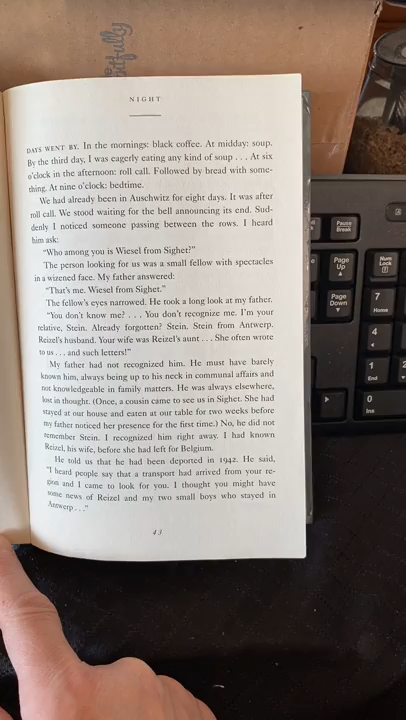 NIGHT
DAYS WENT BY. In the mornings: black coffee. At midday: soup.
By the third day, I was eagerly eating any kind of soup . . . At six
o'clock in the afternoon: roll call. Followed by bread with some-
thing. At nine o'clock: bedtime.
We had already been in Auschwitz for eight days. It was after
roll call. We stood waiting for the bell announcing its end. Sud-
denly I noticed someone passing between the rows. I heard
him ask:
"Who among you is Wiesel from Sighet?"
The person looking for us was a small fellow with spectacles
in a wizened face. My father answered:
"That's me. Wiesel from Sighet."
The fellow's eyes narrowed. He took a long look at my father.
"You don't know me? . . . You don't recognize me. I'm your
relative, Stein. Already forgotten? Stein. Stein from Antwerp.
Reizel's husband. Your wife was Reizel's aunt . . . She often wrote
to us . . . and such letters!"
My father had not recognized him. He must have barely
known him, always being up to his neck in communal affairs and
not knowledgeable in family matters. He was always elsewhere,
lost in thought. (Once, a cousin came to see us in Sighet. She had
stayed at our house and eaten at our table for two weeks before
my father noticed her presence for the first time.) No, he did not
remember Stein. I recognized him right away. I had known
Reizel, his wife, before she had left for Belgium.
He told us that he had been deported in 1942. He said,
"I heard people say that a transport had arrived from your re-
gion and I came to look for you. I thought you might have
some news of Reizel and my two small boys who stayed in
Antwerp . . ."
43
Pause
Break
Page
Up
Num
Lock
Page
Down
7
Home
4
1
End
0
Ins